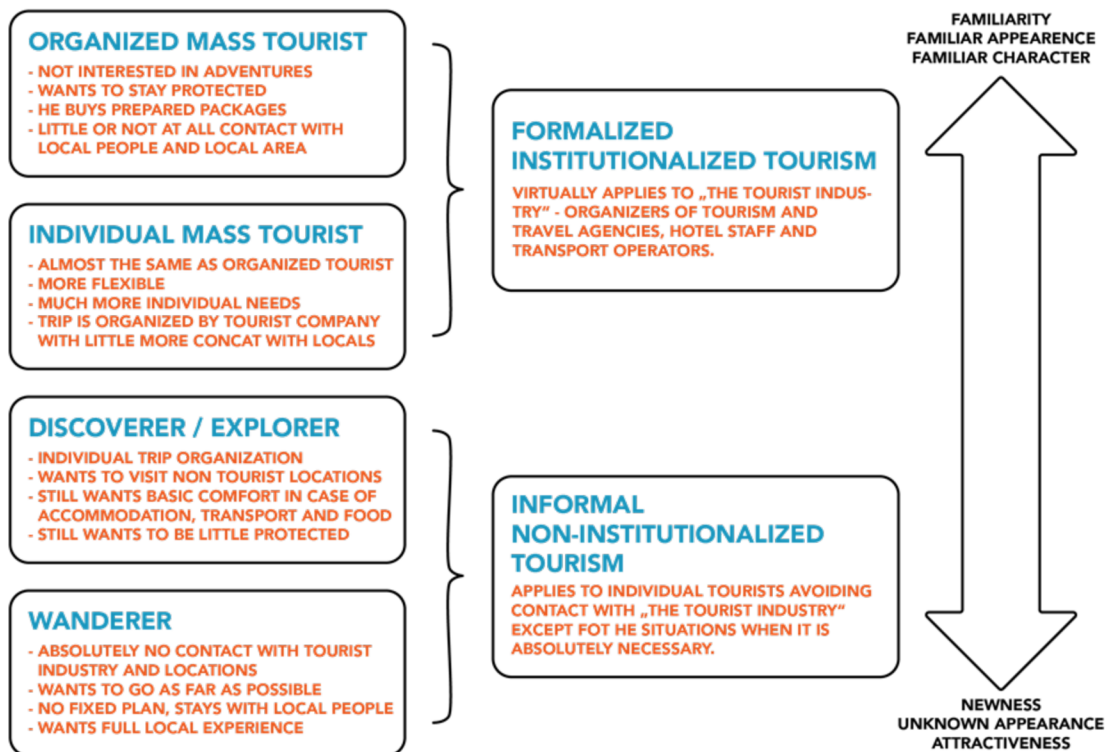 ORGANIZED MASS TOURIST
- NOT INTERESTED IN ADVENTURES
- WANTS TO STAY PROTECTED
- HE BUYS PREPARED PACKAGES
- LITTLE OR NOT AT ALL CONTACT WITH
LOCAL PEOPLE AND LOCAL AREA
INDIVIDUAL MASS TOURIST
- ALMOST THE SAME AS ORGANIZED TOURIST
- MORE FLEXIBLE
- MUCH MORE INDIVIDUAL NEEDS
- TRIP IS ORGANIZED BY TOURIST COMPANY
WITH LITTLE MORE CONCAT WITH LOCALS
DISCOVERER / EXPLORER
- INDIVIDUAL TRIP ORGANIZATION
- WANTS TO VISIT NON TOURIST LOCATIONS
- STILL WANTS BASIC COMFORT IN CASE OF
ACCOMMODATION, TRANSPORT AND FOOD
- STILL WANTS TO BE LITTLE PROTECTED
WANDERER
- ABSOLUTELY NO CONTACT WITH TOURIST
INDUSTRY AND LOCATIONS
- WANTS TO GO AS FAR AS POSSIBLE
- NO FIXED PLAN, STAYS WITH LOCAL PEOPLE
- WANTS FULL LOCAL EXPERIENCE
FORMALIZED
INSTITUTIONALIZED TOURISM
VIRTUALLY APPLIES TO „THE TOURIST INDUS-
TRY" - ORGANIZERS OF TOURISM AND
TRAVEL AGENCIES, HOTEL STAFF AND
TRANSPORT OPERATORS.
INFORMAL
NON-INSTITUTIONALIZED
TOURISM
APPLIES TO INDIVIDUAL TOURISTS AVOIDING
CONTACT WITH „THE TOURIST INDUSTRY"
EXCEPT FOT HE SITUATIONS WHEN IT IS
ABSOLUTELY NECESSARY.
FAMILIARITY
FAMILIAR APPEARENCE
FAMILIAR CHARACTER
NEWNESS
UNKNOWN APPEARANCE
ATTRACTIVENESS